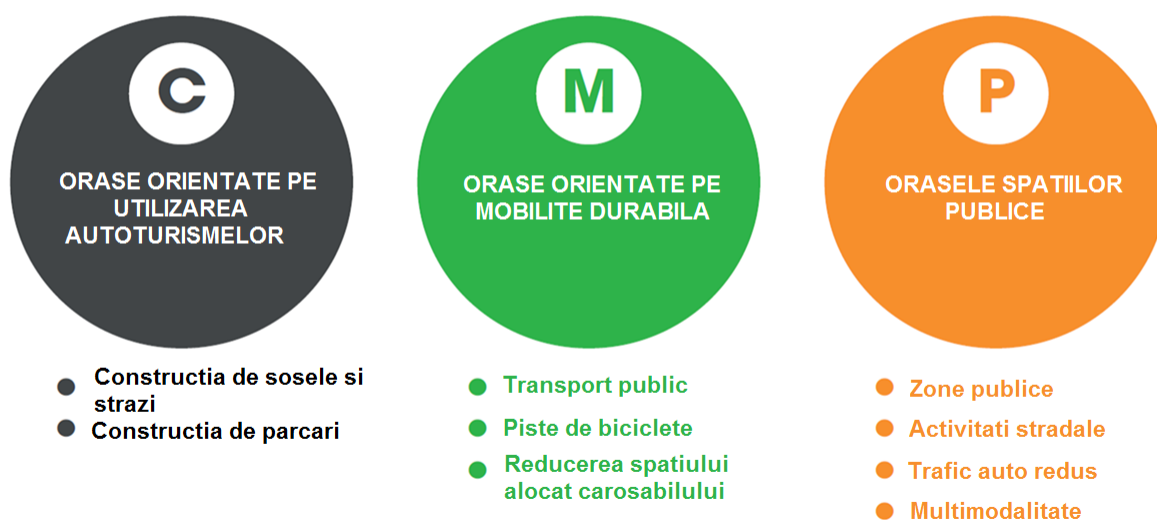 C
ORASE ORIENTATE PE
UTILIZAREA
AUTOTURISMELOR
Constructia de sosele si
strazi
Constructia de parcari
M
ORASE ORIENTATE PE
MOBILITE DURABILA
Transport public
Piste de biciclete
Reducerea spatiului
alocat carosabilului
P
ORASELE SPATIILOR
PUBLICE
Zone publice
Activitati stradale
Trafic auto redus
Multimodalitate